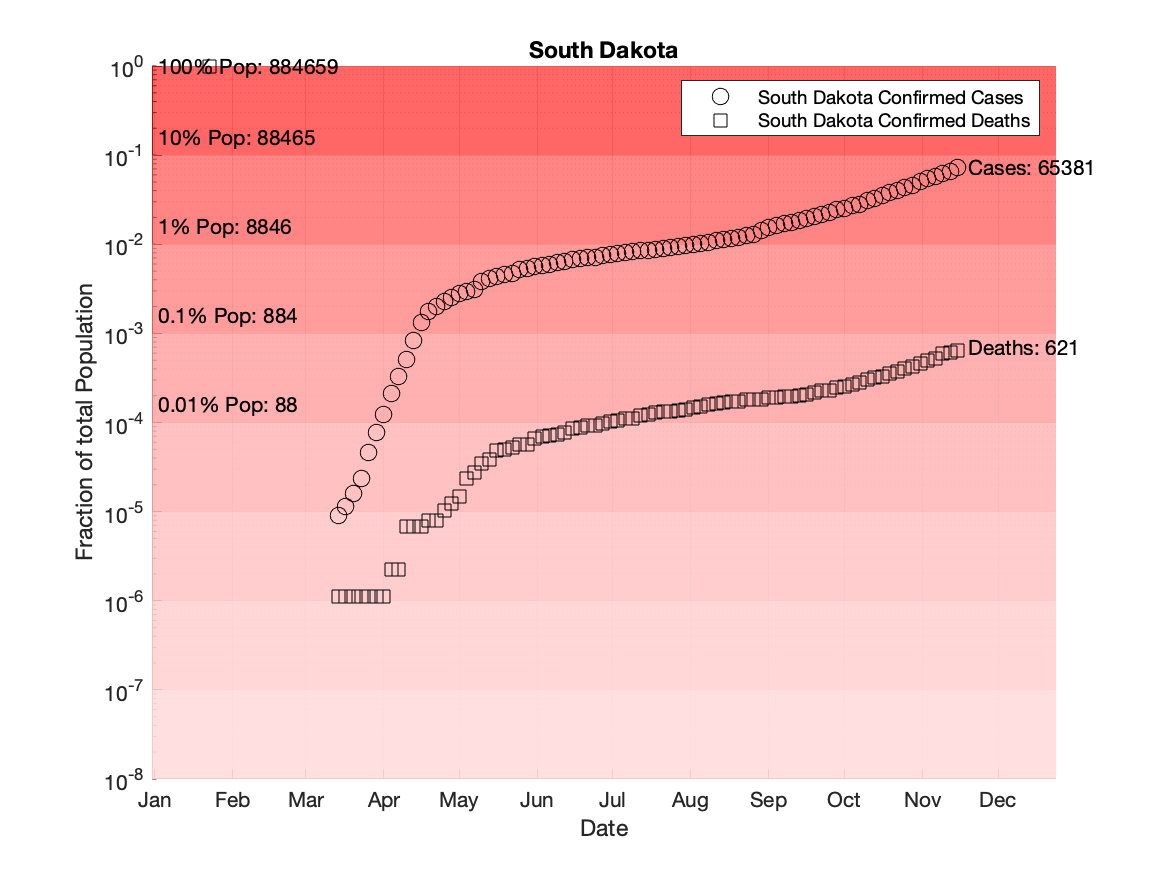 South Dakota
10^0
100% Pop: 884659
South Dakota Confirmed Cases
South Dakota Confirmed Deaths
10% Pop: 88465
10^-1
Cases: 65381
1% Pop: 8846
10^-2
0.1% Pop: 884
10^-3
Deaths: 621
0.01% Pop: 88
10^-4
10^-5
10^-6
10^-7
10^-8
Fraction of total Population
Jan Feb Mar Apr May Jun Jul Aug Sep Oct Nov Dec
Date